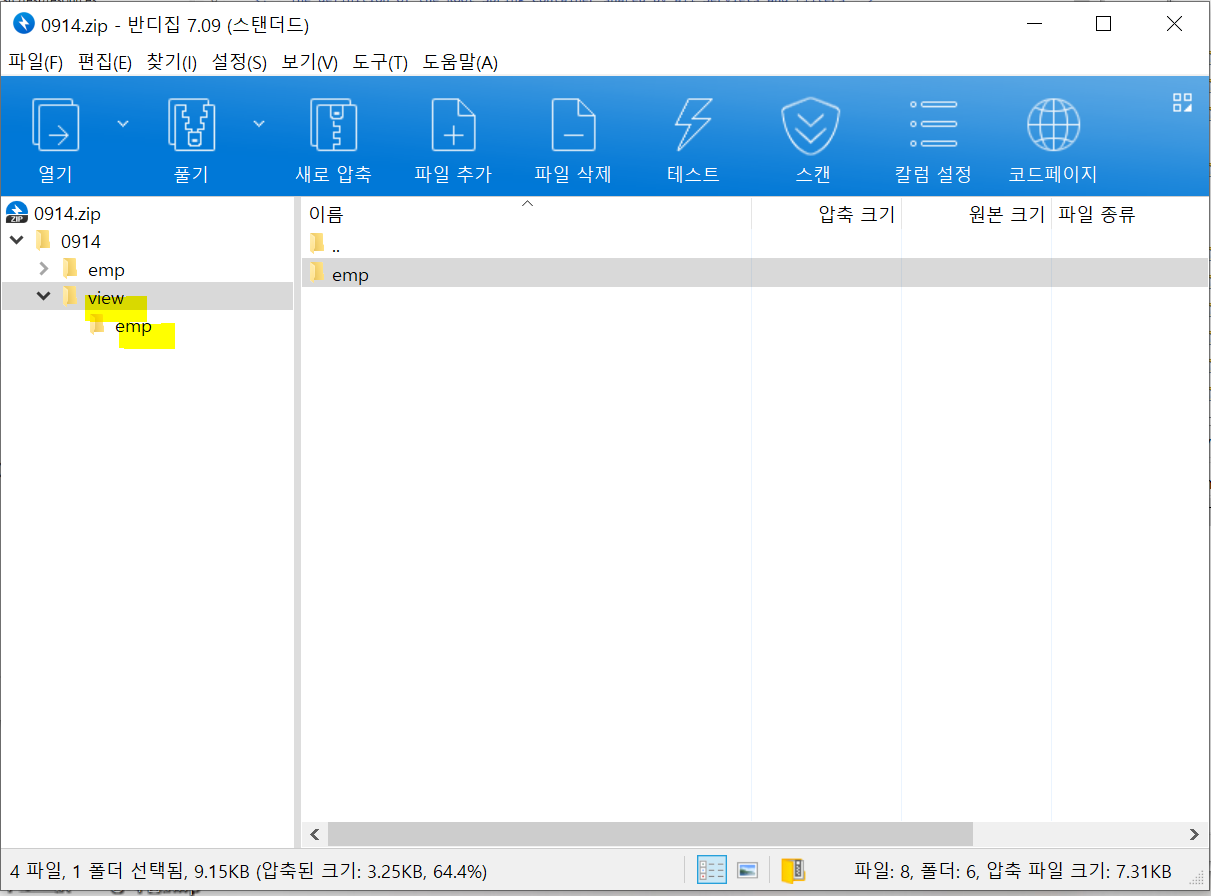 0914.zip - 반디집 7.09 (스탠더드)
파일(F) 편집(E) 찾기(I) 설정(S) 보기(V) 도구(T) 도움말(A)
열기 풀기 새로 압축 파일 추가 파일 삭제 테스트 스캔 칼럼 설정 코드페이지
ZIP 0914.zip
이름 압축 크기 원본 크기 파일 종류
0914
..
emp
emp
view
emp
4 파일, 1 폴더 선택됨, 9.15KB (압축된 크기: 3.25KB, 64.4%)
파일: 8, 폴더: 6, 압축 파일 크기: 7.31KB